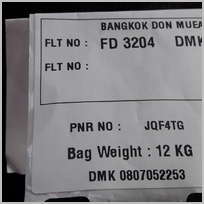 BANGKOK DON MUEA
FLT NO : FD 3204 DMK
FLT NO :
PNR NO : JQF4TG
Bag Weight : 12 KG
DMK 0807052253